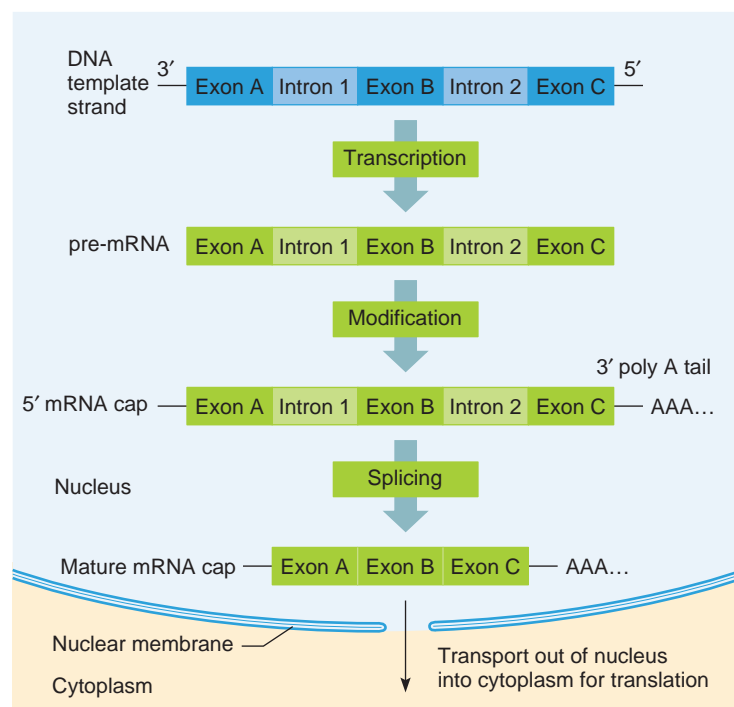 DNA
template
strand
3′
Exon A Intron 1 Exon B Intron 2 Exon C
5′
Transcription
pre-mRNA
Exon A Intron 1 Exon B Intron 2 Exon C
Modification
3′ poly A tail
5′ mRNA cap
Exon A Intron 1 Exon B Intron 2 Exon C
AAA…
Splicing
Nucleus
Mature mRNA cap
Exon A Exon B Exon C
AAA…
Nuclear membrane
Transport out of nucleus
into cytoplasm for translation
Cytoplasm